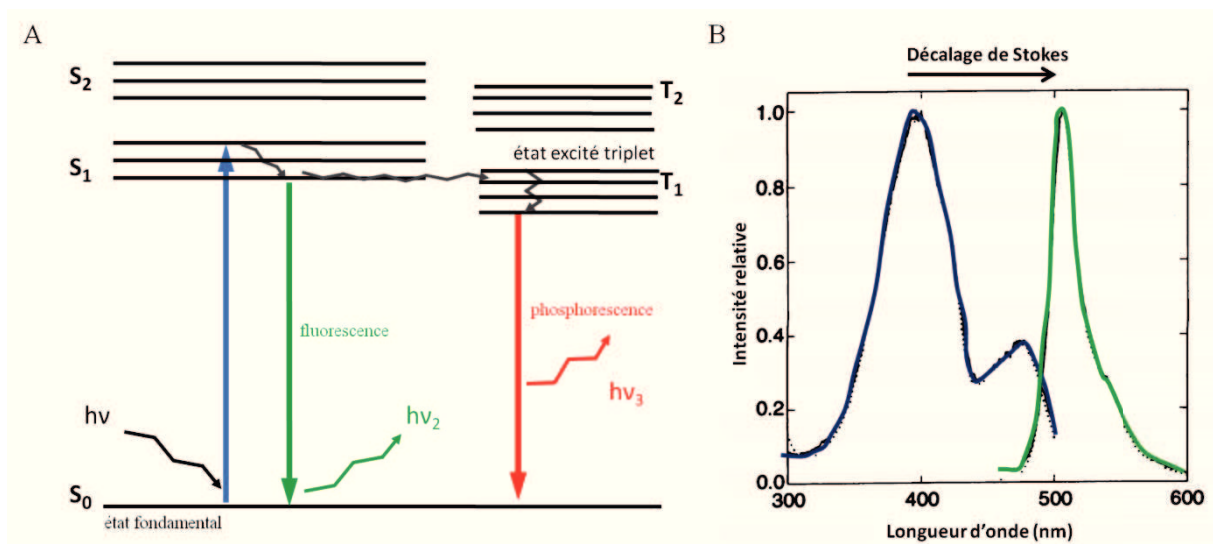 A
S2
T2
état excité triplet
S1
T1
phosphorescence
fluorescence
hν3
hν
hν2
S0
état fondamental
B
Décalage de Stokes
Intensité relative
1.0
0.8
0.6
0.4
0.2
0.0
300
400
500
600
Longueur d'onde (nm)